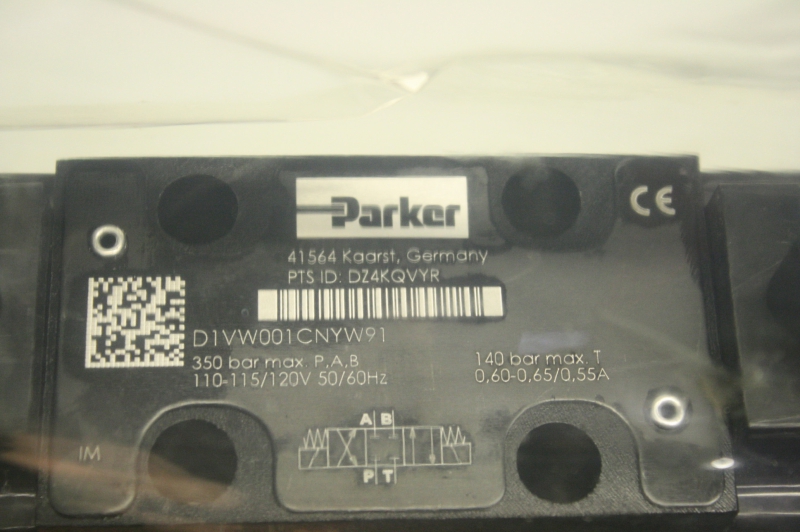 Parker
CE
41564 Kaarst, Germany
PTS ID: DZ4KQVYR
D1VW001CNYW91
350 bar max. P,A,B
140 bar max. T
110-115/120V 50/60Hz
0,60-0,65/0,55A
A B
P T
IM